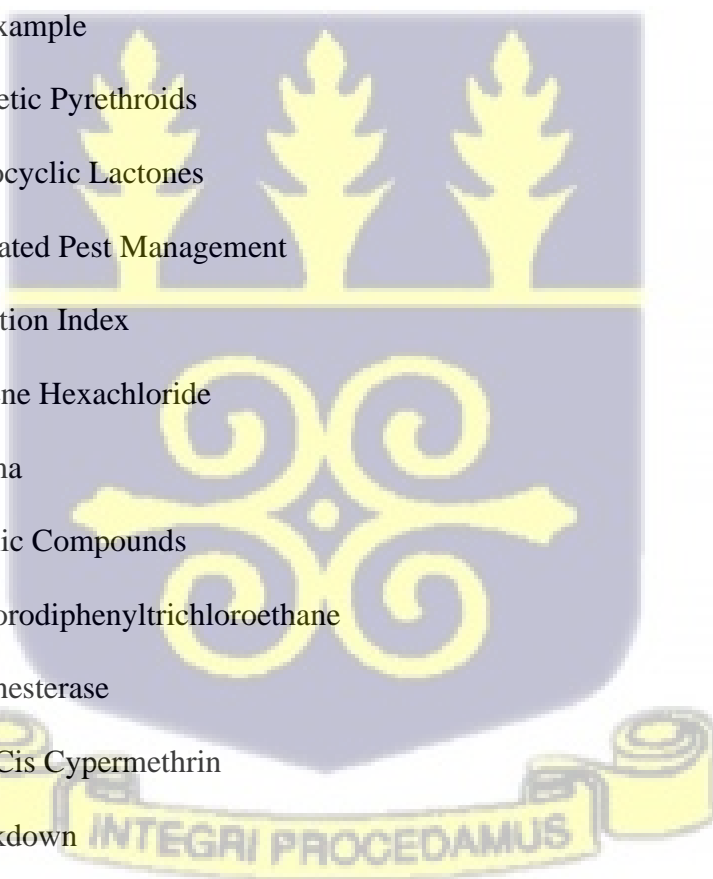 xample
etic Pyrethroids
ocyclic Lactones
ated Pest Management
tion Index
ne Hexachloride
na
ic Compounds
orodiphenyltrichloroethane
nesterase
Cis Cypermethrin
kdown
INTEGRI PROCEDAMUS